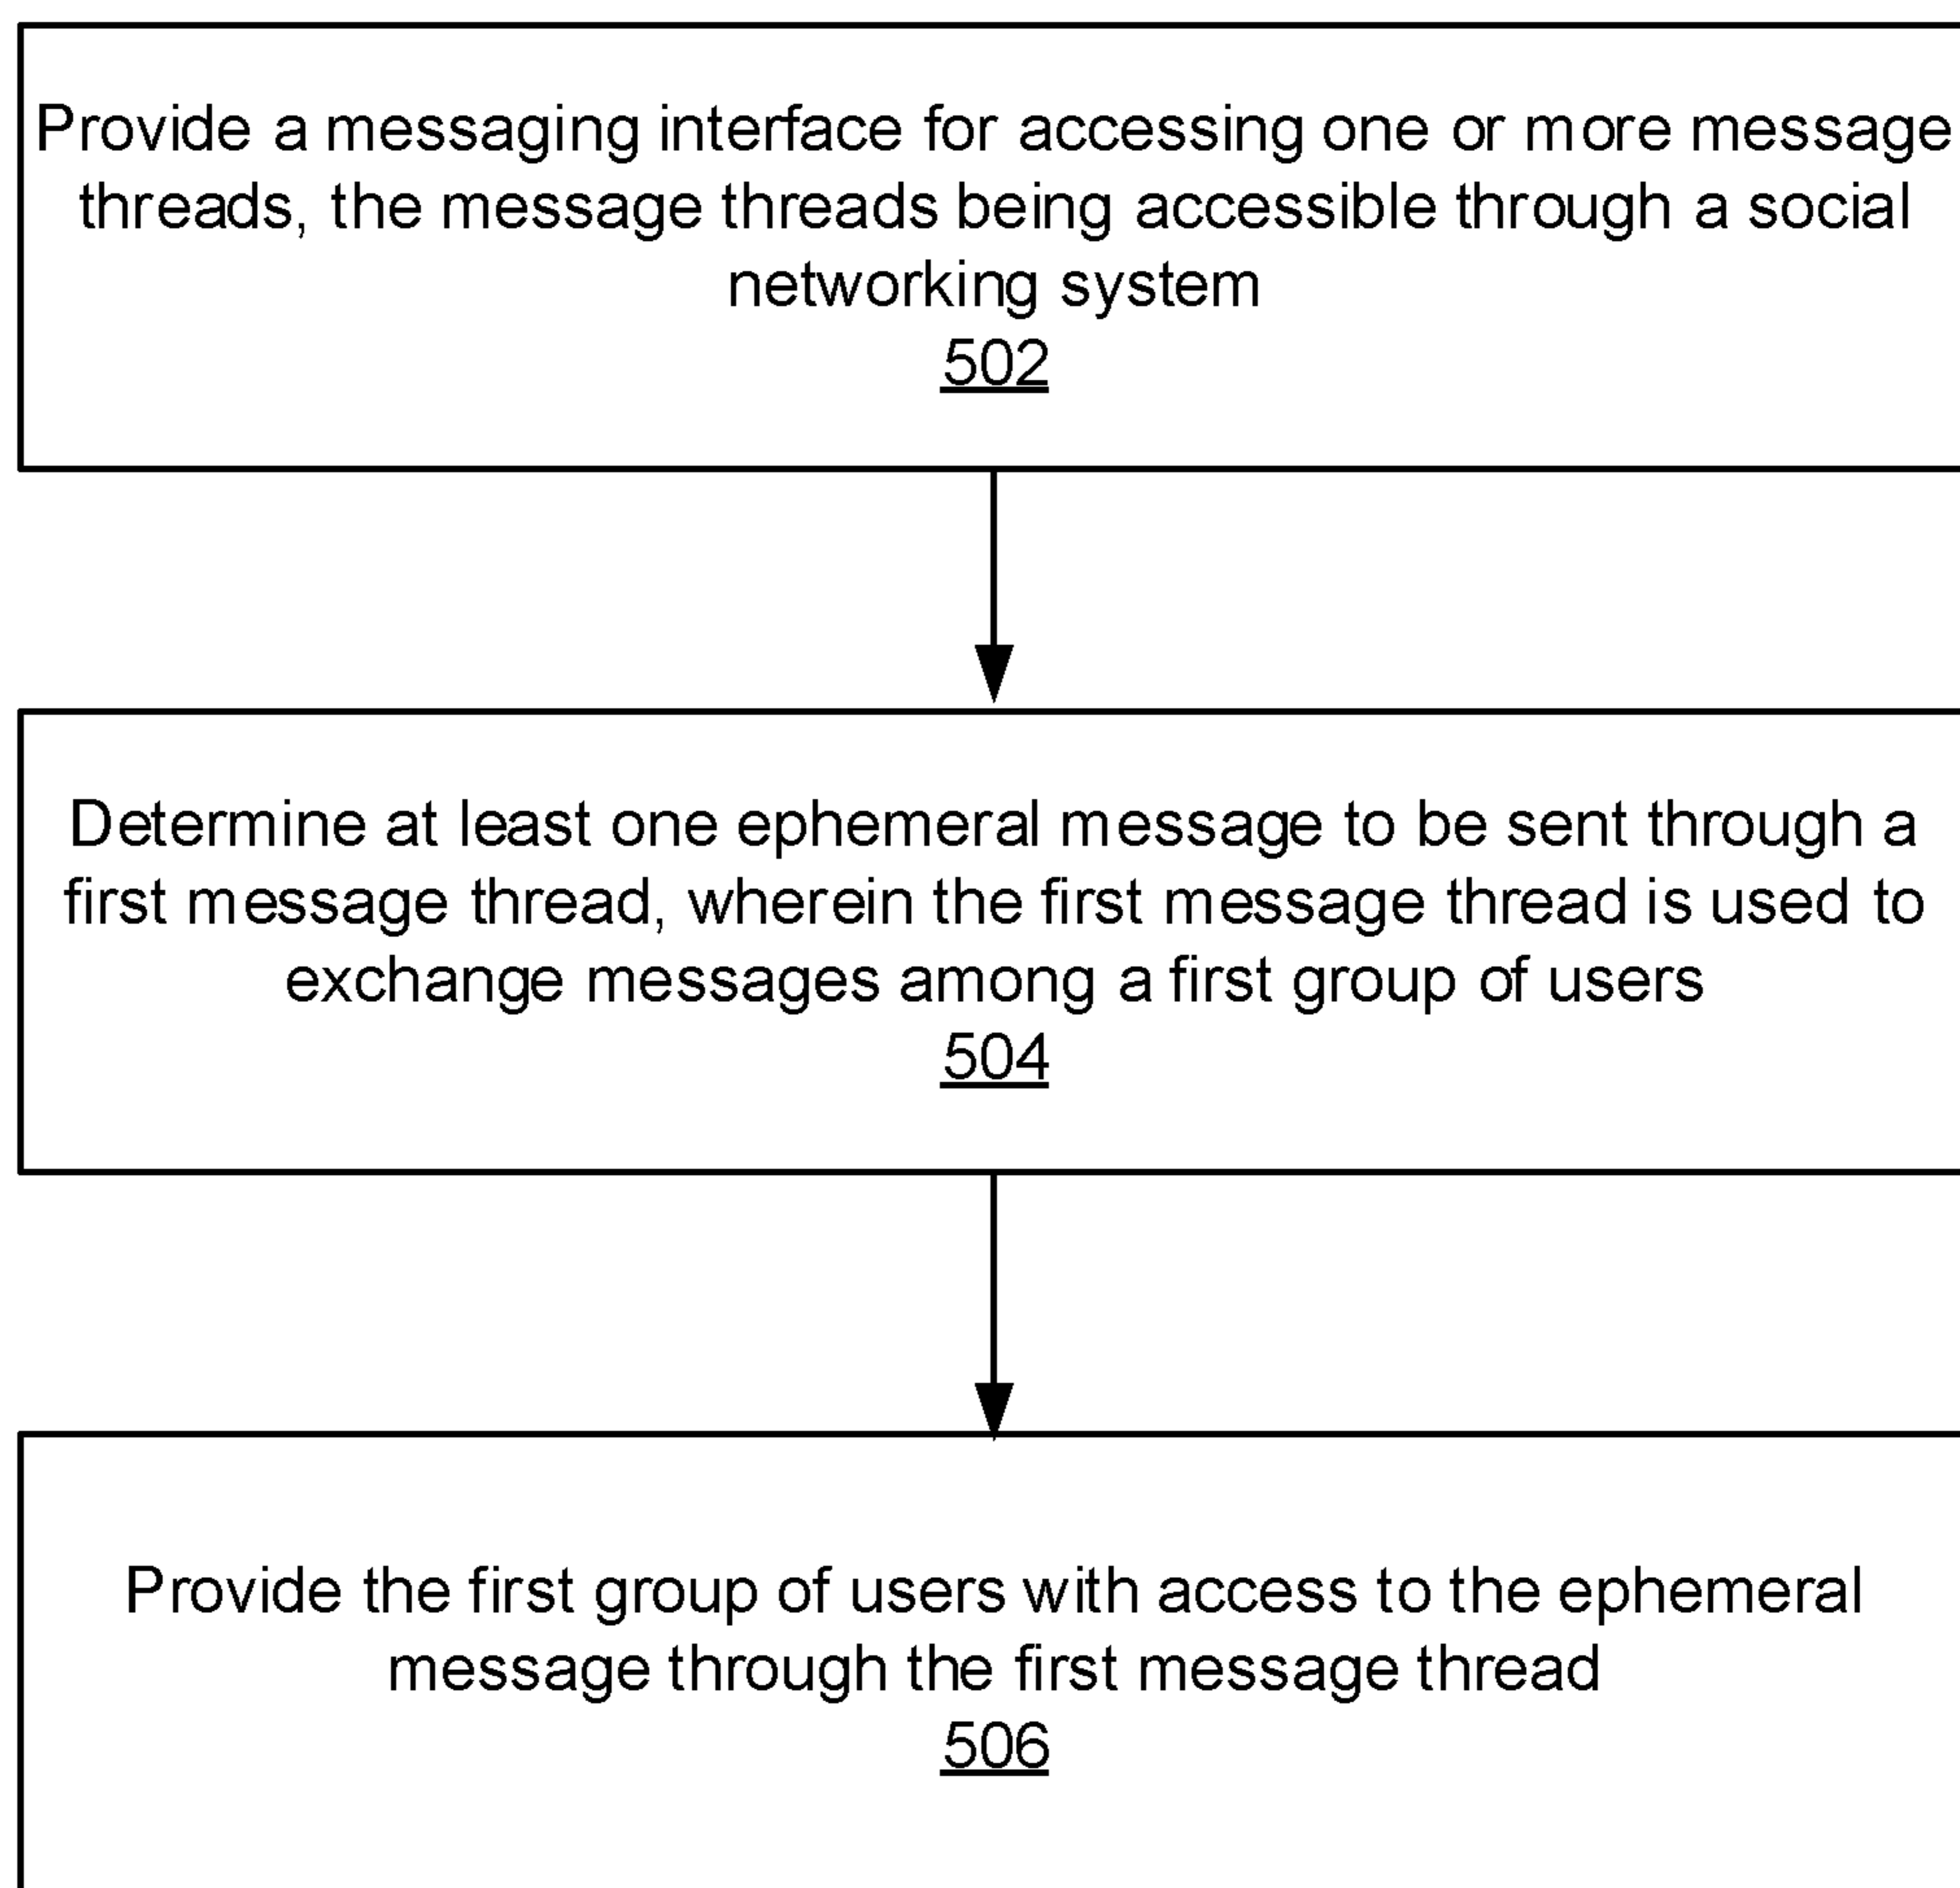 Provide a messaging interface for accessing one or more message
threads, the message threads being accessible through a social
networking system
502
Determine at least one ephemeral message to be sent through a
first message thread, wherein the first message thread is used to
exchange messages among a first group of users
504
Provide the first group of users with access to the ephemeral
message through the first message thread
506